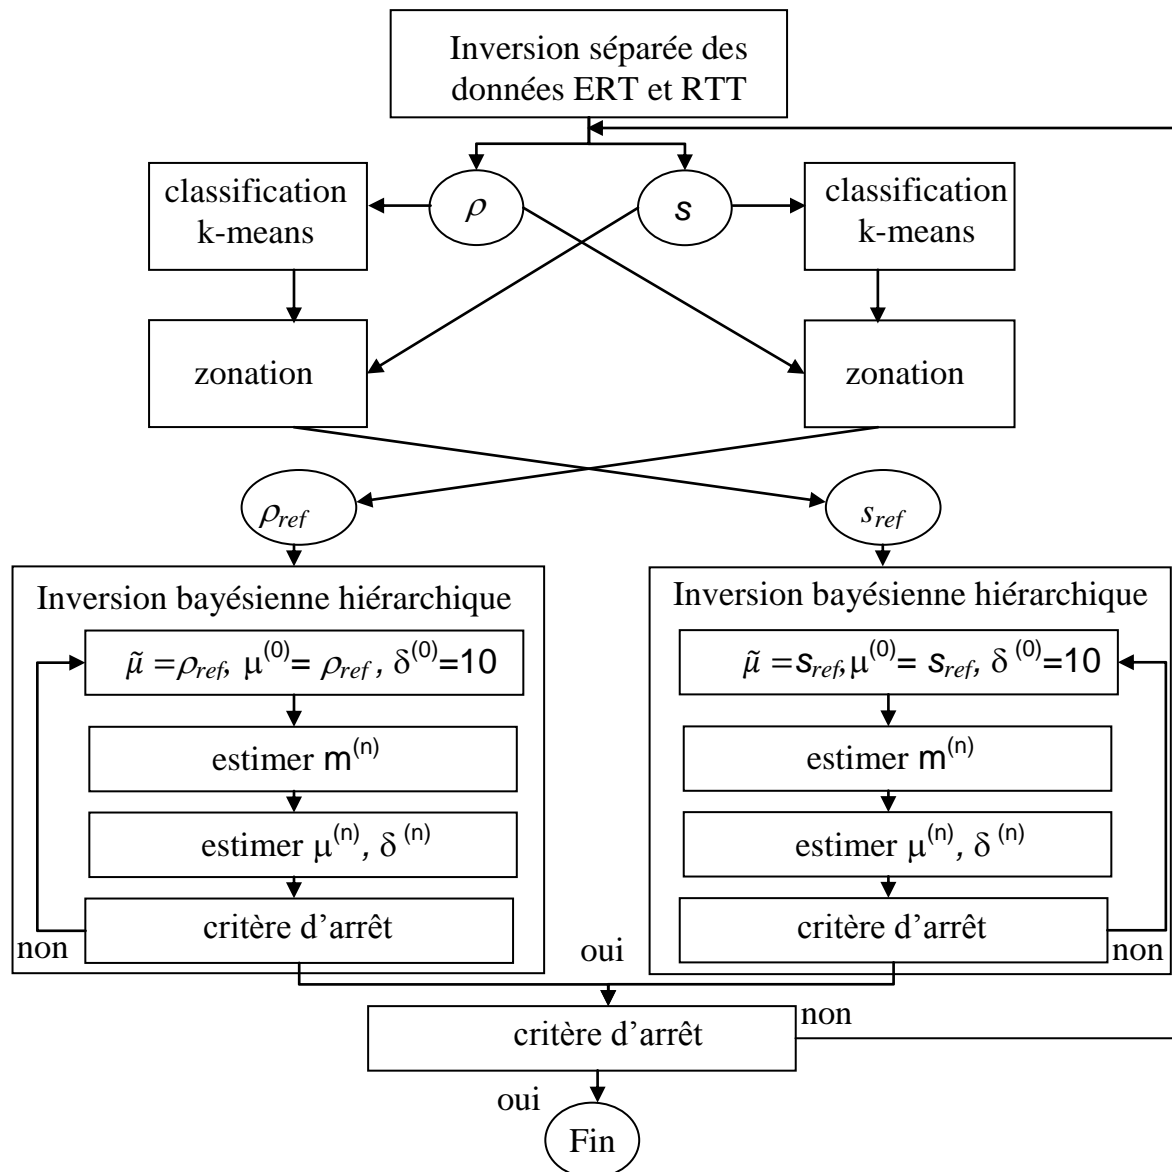 Inversion séparée des
données ERT et RTT
ρ
s
classification
k-means
classification
k-means
zonation
zonation
ρref
sref
Inversion bayésienne hiérarchique
μ̃ =ρref, μ(0)= ρref , δ(0)=10
estimer m(n)
estimer μ(n), δ (n)
critère d’arrêt
non
Inversion bayésienne hiérarchique
μ̃ =sref, μ(0)= sref, δ (0)=10
estimer m(n)
estimer μ(n), δ (n)
critère d’arrêt
non
oui
critère d’arrêt
non
oui
Fin